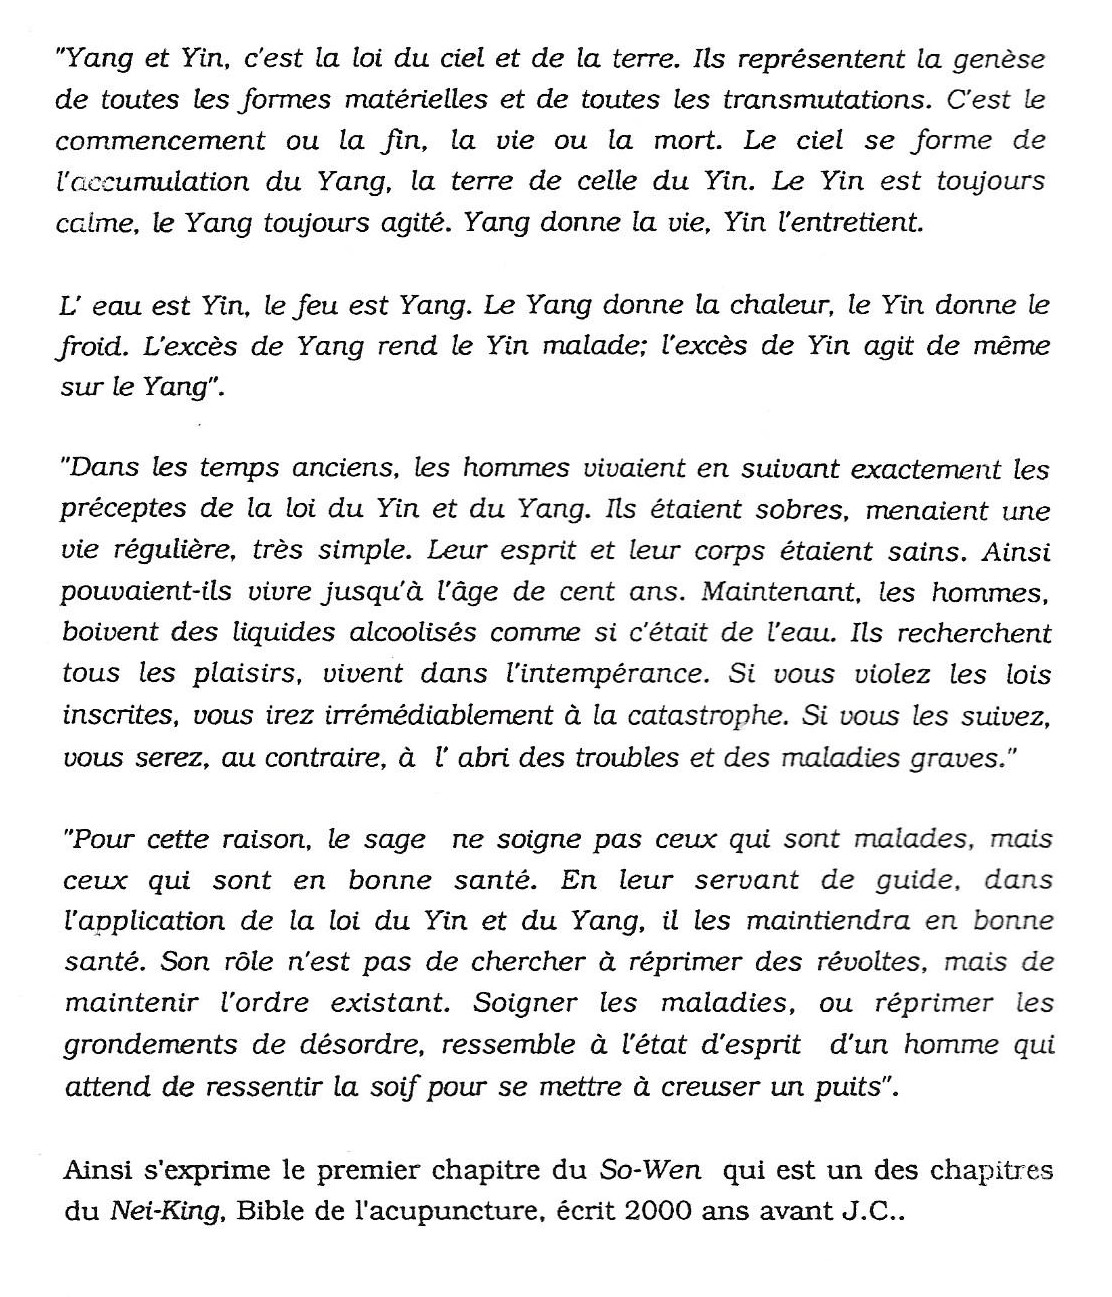 "Yang et Yin, c'est la loi du ciel et de la terre. Ils représentent la genèse
de toutes les formes matérielles et de toutes les transmutations. C'est le
commencement ou la fin, la vie ou la mort. Le ciel se forme de
l'accumulation du Yang, la terre de celle du Yin. Le Yin est toujours
calme, le Yang toujours agité. Yang donne la vie, Yin l'entretient.

L' eau est Yin, le feu est Yang. Le Yang donne la chaleur, le Yin donne le
froid. L'excès de Yang rend le Yin malade; l'excès de Yin agit de même
sur le Yang".

"Dans les temps anciens, les hommes vivaient en suivant exactement les
préceptes de la loi du Yin et du Yang. Ils étaient sobres, menaient une
vie régulière, très simple. Leur esprit et leur corps étaient sains. Ainsi
pouvaient-ils vivre jusqu'à l'âge de cent ans. Maintenant, les hommes,
boivent des liquides alcoolisés comme si c'était de l'eau. Ils recherchent
tous les plaisirs, vivent dans l'intempérance. Si vous violez les lois
inscrites, vous irez irrémédiablement à la catastrophe. Si vous les suivez,
vous serez, au contraire, à  l' abri des troubles et des maladies graves."

"Pour cette raison, le sage  ne soigne pas ceux qui sont malades, mais
ceux qui sont en bonne santé. En leur servant de guide, dans
l'application de la loi du Yin et du Yang, il les maintiendra en bonne
santé. Son rôle n'est pas de chercher à réprimer des révoltes, mais de
maintenir l'ordre existant. Soigner les maladies, ou réprimer les
grondements de désordre, ressemble à l'état d'esprit  d'un homme qui
attend de ressentir la soif pour se mettre à creuser un puits".

Ainsi s'exprime le premier chapitre du So-Wen  qui est un des chapitres
du Nei-King, Bible de l'acupuncture, écrit 2000 ans avant J.C..